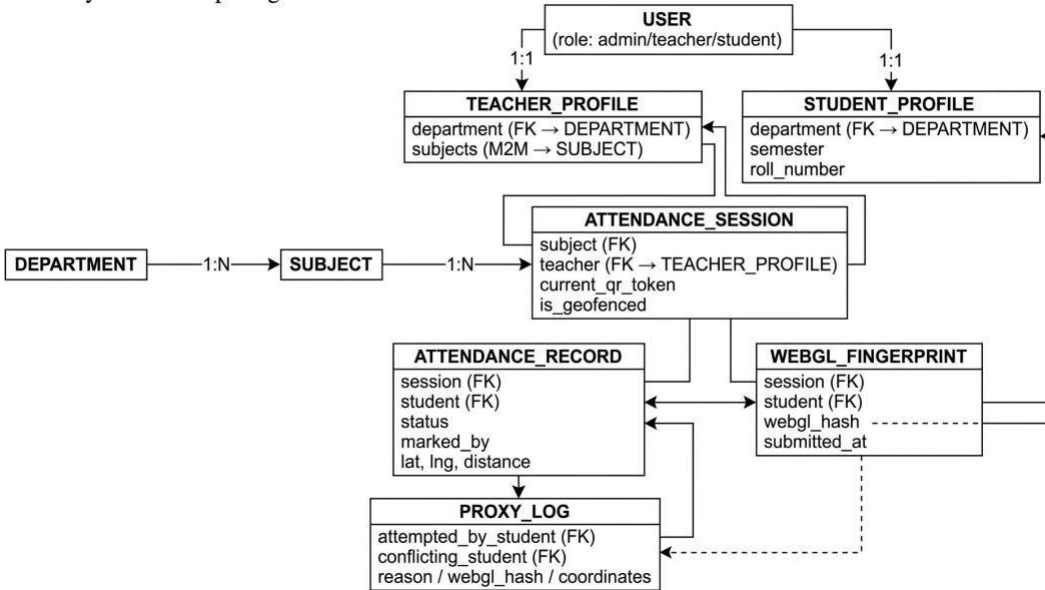 USER
(role: admin/teacher/student)
1:1
1:1
TEACHER_PROFILE
department (FK → DEPARTMENT)
subjects (M2M → SUBJECT)
STUDENT_PROFILE
department (FK → DEPARTMENT)
semester
roll_number
DEPARTMENT
1:N
SUBJECT
1:N
ATTENDANCE_SESSION
subject (FK)
teacher (FK → TEACHER_PROFILE)
current_qr_token
is_geofenced
ATTENDANCE_RECORD
session (FK)
student (FK)
status
marked_by
lat, lng, distance
WEBGL_FINGERPRINT
session (FK)
student (FK)
webgl_hash
submitted_at
PROXY_LOG
attempted_by_student (FK)
conflicting_student (FK)
reason / webgl_hash / coordinates